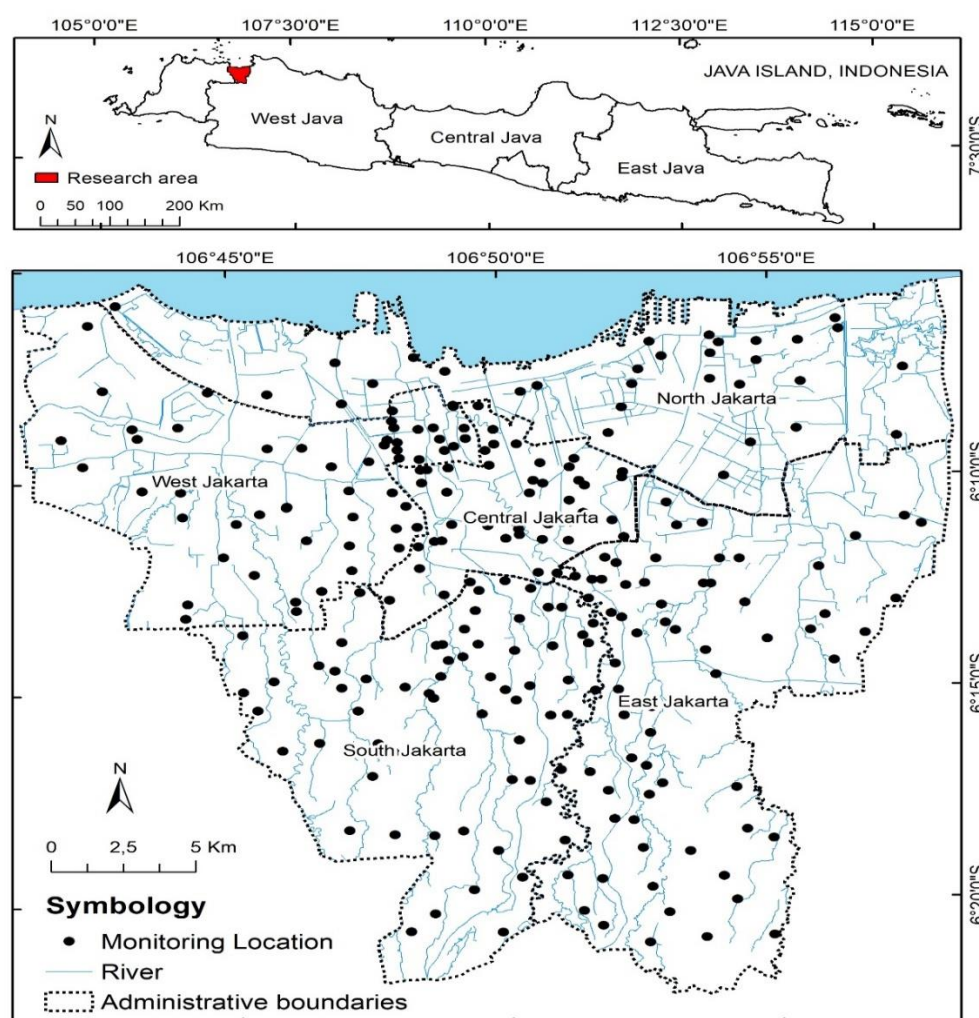 105°0'0"E
107°30'0"E
110°0'0"E
112°30'0"E
115°0'0"E
JAVA ISLAND, INDONESIA
West Java
Central Java
East Java
7°30'0"S
N
Research area
0 50 100 200 Km
106°45'0"E
106°50'0"E
106°55'0"E
North Jakarta
6°10'0"S
West Jakarta
Central Jakarta
6°15'0"S
East Jakarta
South Jakarta
N
0 2,5 5 Km
6°20'0"S
Symbology
Monitoring Location
River
Administrative boundaries